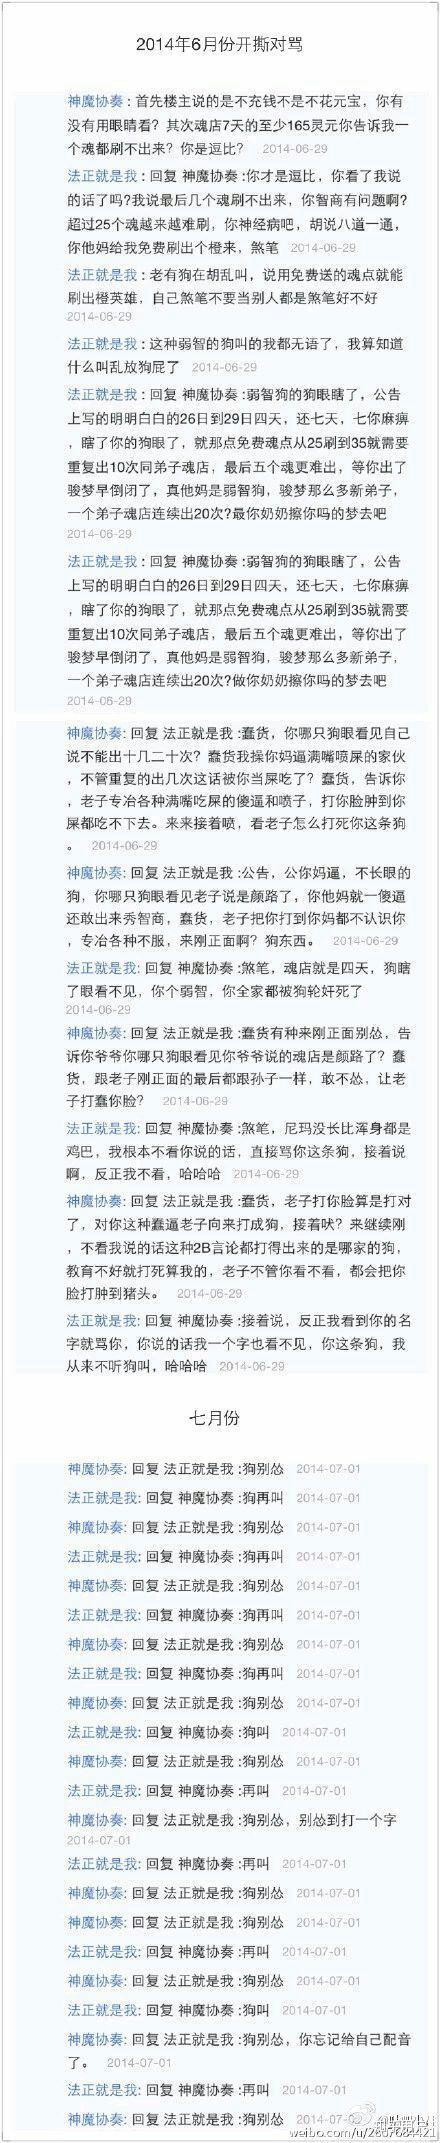 2014年6月份开撕对骂
神魔协奏：首先楼主说的是不充钱不是不花元宝，你有
没有用眼睛看？其次魂店7天的至少165灵元你告诉我一
个魂都刷不出来？你是逗比？ 2014-06-29
法正就是我：回复 神魔协奏:你才是逗比，你看了我说
的话了吗?我说最后几个魂刷不出来，你智商有问题啊?
超过25个魂越来越难刷，你神经病吧，胡说八道一通，
你他妈给我免费刷出个橙来，煞笔 2014-06-29
法正就是我：老有狗在胡乱叫，说用免费送的魂点就能
刷出橙英雄，自己煞笔不要当别人都是煞笔好不好
2014-06-29
法正就是我：这种弱智的狗叫的我都无语了，我算知道
什么叫乱放狗屁了 2014-06-29
法正就是我：回复 神魔协奏:弱智狗的狗眼瞎了，公告
上写的明明白白的26日到29日四天，还七天，七你麻痹
，瞎了你的狗眼了，就那点免费魂点从25刷到35就需要
重复出10次同弟子魂店，最后五个魂更难出，等你出了
骏梦早倒闭了，真他妈是弱智狗，骏梦那么多新弟子，
一个弟子魂店连续出20次?最你奶奶擦你吗的梦去吧
2014-06-29
法正就是我：回复 神魔协奏:弱智狗的狗眼瞎了，公告
上写的明明白白的26日到29日四天，还七天，七你麻痹
，瞎了你的狗眼了，就那点免费魂点从25刷到35就需要
重复出10次同弟子魂店，最后五个魂更难出，等你出了
骏梦早倒闭了，真他妈是弱智狗，骏梦那么多新弟子，
一个弟子魂店连续出20次?做你奶奶擦你吗的梦去吧
2014-06-29
神魔协奏: 回复 法正就是我 :蠢货，你哪只狗眼看见自己
说不能出十几二十次？蠢货我操你妈逼满嘴喷屎的家伙
，不管重复的出几次这话被你当屎吃了？蠢货，告诉你，
老子专治各种满嘴吃屎的傻逼和喷子，打你脸肿到你
屎都吃不下去。来来接着喷，看老子怎么打死你这条狗
。 2014-06-29
神魔协奏: 回复 法正就是我 :公告，公你妈逼，不长眼的
狗，你哪只狗眼看见老子说是颜路了，你他妈就一傻逼
还敢出来秀智商，蠢货，老子把你打到你妈都不认识你
，专治各种不服，来刚正面啊？狗东西。 2014-06-29
法正就是我: 回复 神魔协奏 :煞笔，魂店就是四天，狗瞎
了眼看不见，你个弱智，你全家都被狗轮奸死了
2014-06-29
神魔协奏: 回复 法正就是我 :蠢货有种来刚正面别怂，告
诉你爷爷你哪只狗眼看见你爷爷说的魂店是颜路了？蠢
货，跟老子刚正面的最后都跟孙子一样，敢不怂，让老
子打蠢你脸？ 2014-06-29
法正就是我: 回复 神魔协奏 :煞笔，尼玛没长比浑身都是
鸡巴，我根本不看你说的话，直接骂你这条狗，接着说
啊，反正我不看，哈哈哈 2014-06-29
神魔协奏: 回复 法正就是我 :蠢货，老子打你脸算是打对
了，对你这种蠢逼老子向来打成狗，接着吠？来继续刚
，不看我说的话这种2B言论都打得出来的是哪家的狗，
教育不好就打死算我的，老子不管你看不看，都会把你
脸打肿到猪头。 2014-06-29
法正就是我: 回复 神魔协奏 :接着说，反正我看到你的名
字就骂你，你说的话我一个字也看不见，你这条狗，我
从来不听狗叫，哈哈哈 2014-06-29
七月份
神魔协奏: 回复 法正就是我 :狗别怂 2014-07-01
法正就是我: 回复 神魔协奏 :狗再叫 2014-07-01
神魔协奏: 回复 法正就是我 :狗别怂 2014-07-01
法正就是我: 回复 神魔协奏 :狗再叫 2014-07-01
神魔协奏: 回复 法正就是我 :狗别怂 2014-07-01
法正就是我: 回复 神魔协奏 :狗再叫 2014-07-01
神魔协奏: 回复 法正就是我 :狗别怂 2014-07-01
法正就是我: 回复 神魔协奏 :狗再叫 2014-07-01
神魔协奏: 回复 法正就是我 :狗别怂 2014-07-01
法正就是我: 回复 神魔协奏 :狗叫 2014-07-01
神魔协奏: 回复 法正就是我 :狗别怂 2014-07-01
法正就是我: 回复 神魔协奏 :再叫 2014-07-01
神魔协奏: 回复 法正就是我 :狗别怂，别怂到打一个字
2014-07-01
法正就是我: 回复 神魔协奏 :再叫 2014-07-01
神魔协奏: 回复 法正就是我 :狗别怂 2014-07-01
神魔协奏: 回复 法正就是我 :狗别怂 2014-07-01
法正就是我: 回复 神魔协奏 :再叫 2014-07-01
神魔协奏: 回复 法正就是我 :狗别怂 2014-07-01
法正就是我: 回复 神魔协奏 :狗叫 2014-07-01
神魔协奏: 回复 法正就是我 :狗别怂，你忘记给自己配音
了。 2014-07-01
法正就是我: 回复 神魔协奏 :再叫 2014-07-01
神魔协奏: 回复 法正就是我 :狗别怂 2014-07-01
weibo.com/u/2657684421